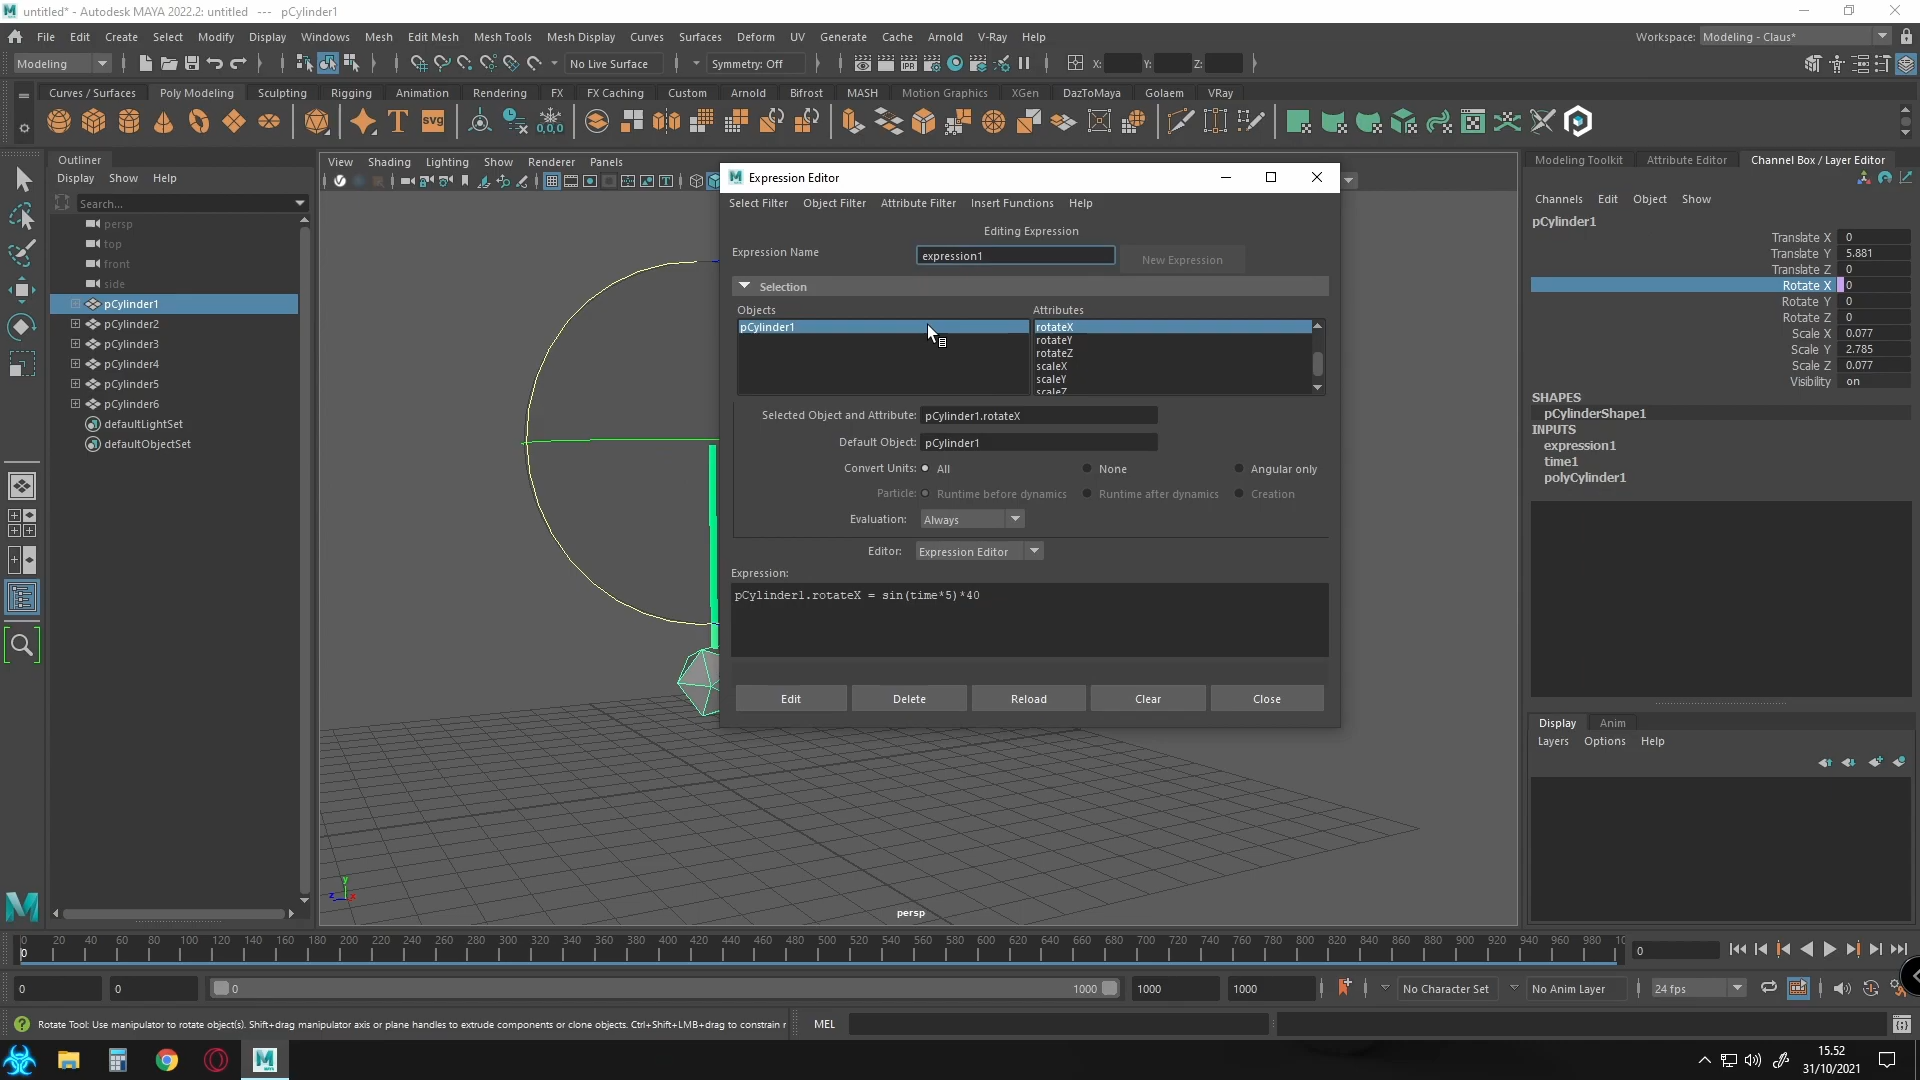 untitled* - Autodesk MAYA 2022.2: untitled --- pCylinder1
File Edit Create Select Modify Display Windows Mesh Edit Mesh Mesh Tools Mesh Display Curves Surfaces Deform UV Generate Cache Arnold V-Ray Help
Workspace: Modeling - Claus*
Modeling No Live Surface Symmetry: Off X: Y: Z:
Curves / Surfaces Poly Modeling Sculpting Rigging Animation Rendering FX FX Caching Custom Arnold Bifrost MASH Motion Graphics XGen DazToMaya Golaem VRay
Outliner
Display Show Help
Search...
persp
top
front
side
pCylinder1
pCylinder2
pCylinder3
pCylinder4
pCylinder5
pCylinder6
defaultLightSet
defaultObjectSet
View Shading Lighting Show Renderer Panels
persp
Expression Editor
Select Filter Object Filter Attribute Filter Insert Functions Help
Editing Expression
Expression Name expression1 New Expression
Selection
Objects Attributes
pCylinder1 rotateX
rotateY
rotateZ
scaleX
scaleY
scaleZ
Selected Object and Attribute: pCylinder1.rotateX
Default Object: pCylinder1
Convert Units: All None Angular only
Particle: Runtime before dynamics Runtime after dynamics Creation
Evaluation: Always
Editor: Expression Editor
Expression:
pCylinder1.rotateX = sin(time*5)*40
Edit Delete Reload Clear Close
Modeling Toolkit Attribute Editor Channel Box / Layer Editor
Channels Edit Object Show
pCylinder1
Translate X 0
Translate Y 5.881
Translate Z 0
Rotate X 0
Rotate Y 0
Rotate Z 0
Scale X 0.077
Scale Y 2.785
Scale Z 0.077
Visibility on
SHAPES
pCylinderShape1
INPUTS
expression1
time1
polyCylinder1
Display Anim
Layers Options Help
0 20 40 60 80 100 120 140 160 180 200 220 240 260 280 300 320 340 360 380 400 420 440 460 480 500 520 540 560 580 600 620 640 660 680 700 720 740 760 780 800 820 840 860 880 900 920 940 960 980
0 0
0 0 0 1000 1000 1000 No Character Set No Anim Layer 24 fps
Rotate Tool: Use manipulator to rotate object(s). Shift+drag manipulator axis or plane handles to extrude components or clone objects. Ctrl+Shift+LMB+drag to constrain
MEL
15.52
31/10/2021